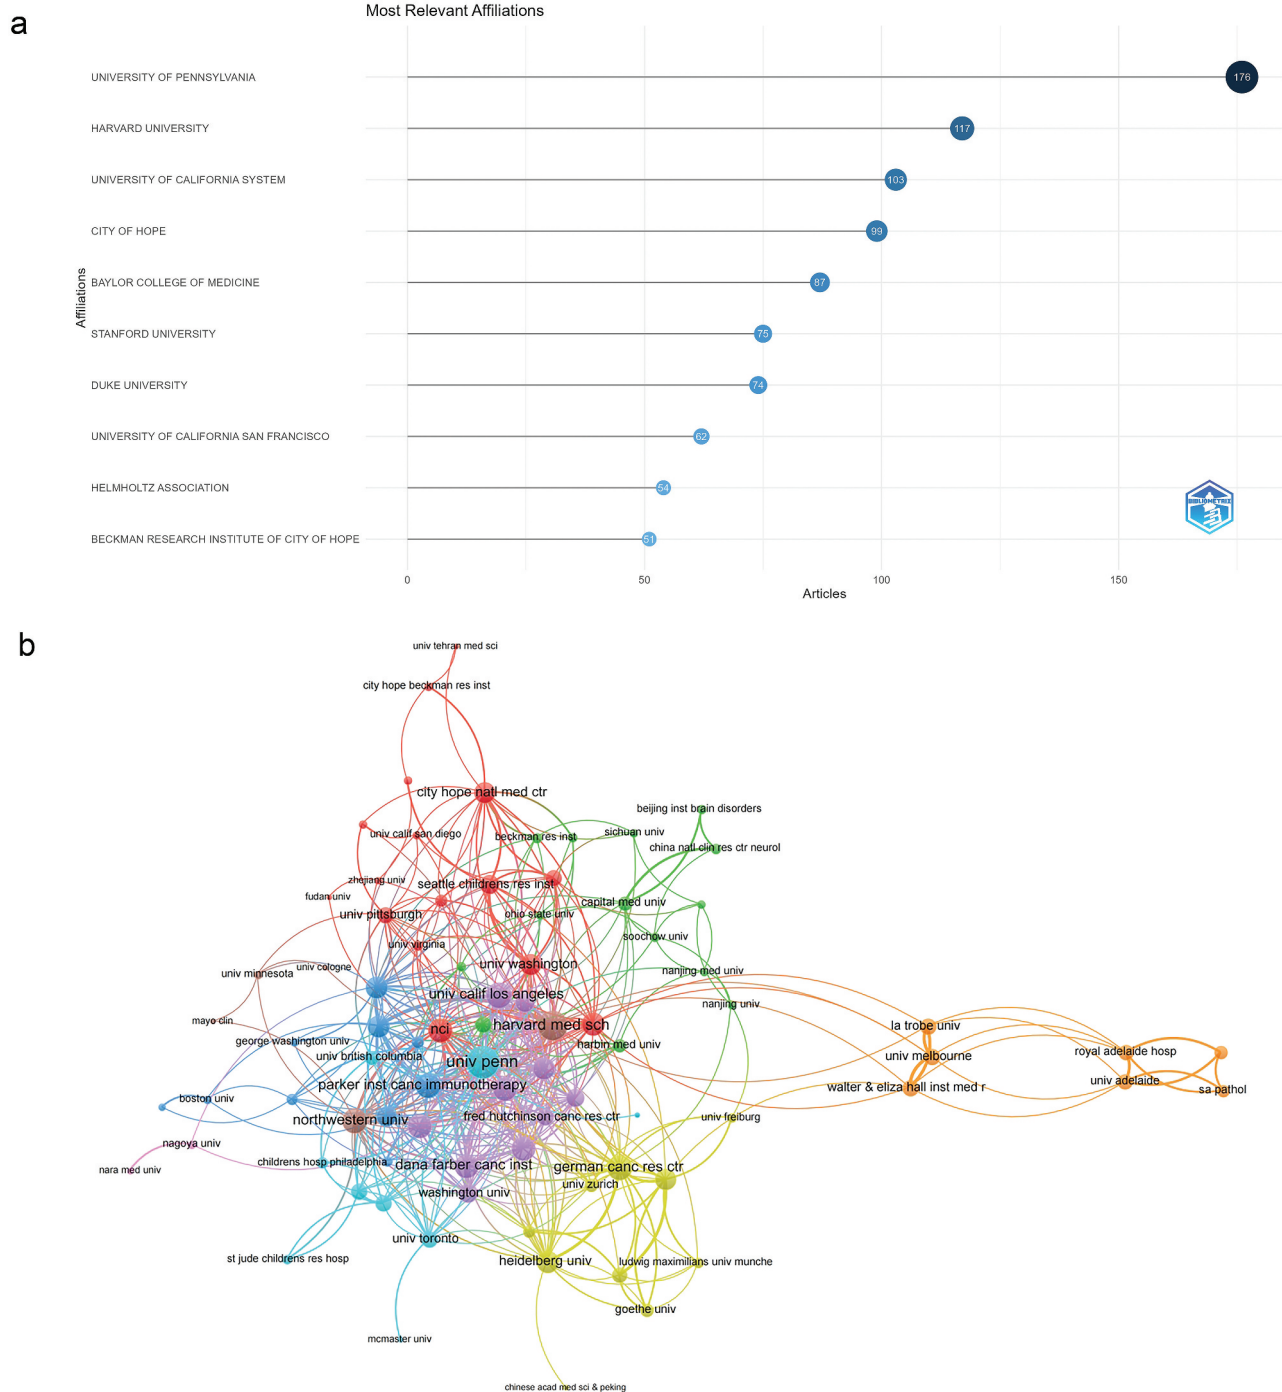 a
Most Relevant Affiliations
UNIVERSITY OF PENNSYLVANIA
176
HARVARD UNIVERSITY
117
UNIVERSITY OF CALIFORNIA SYSTEM
103
CITY OF HOPE
99
Affiliations
BAYLOR COLLEGE OF MEDICINE
87
STANFORD UNIVERSITY
75
DUKE UNIVERSITY
74
UNIVERSITY OF CALIFORNIA SAN FRANCISCO
62
HELMHOLTZ ASSOCIATION
54
BIBLIOMETRIX
BECKMAN RESEARCH INSTITUTE OF CITY OF HOPE
51
0 50 100 150
Articles
b
univ tehran med sci
city hope beckman res inst
city hope natl med ctr
beijing inst brain disorders
univ calif san diego
beckman res inst
sichuan univ
china natl clin res ctr neurol
zhejiang univ
seattle childrens res inst
fudan univ
capital med univ
univ pittsburgh
ohio state univ
univ virginia
soochow univ
univ minnesota
univ cologne
univ washington
nanjing med univ
univ calif los angeles
nanjing univ
mayo clin
nci
harvard med sch
la trobe univ
george washington univ
harbin med univ
univ british columbia
univ penn
univ melbourne
royal adelaide hosp
parker inst canc immunotherapy
walter & eliza hall inst med r
univ adelaide
sa pathol
boston univ
northwestern univ
fred hutchinson canc res ctr
univ freiburg
nagoya univ
nara med univ
childrens hosp philadelphia
dana farber canc inst
german canc res ctr
univ zurich
washington univ
univ toronto
st jude childrens res hosp
heidelberg univ
ludwig maximilians univ munche
goethe univ
mcmaster univ
chinese acad med sci & peking